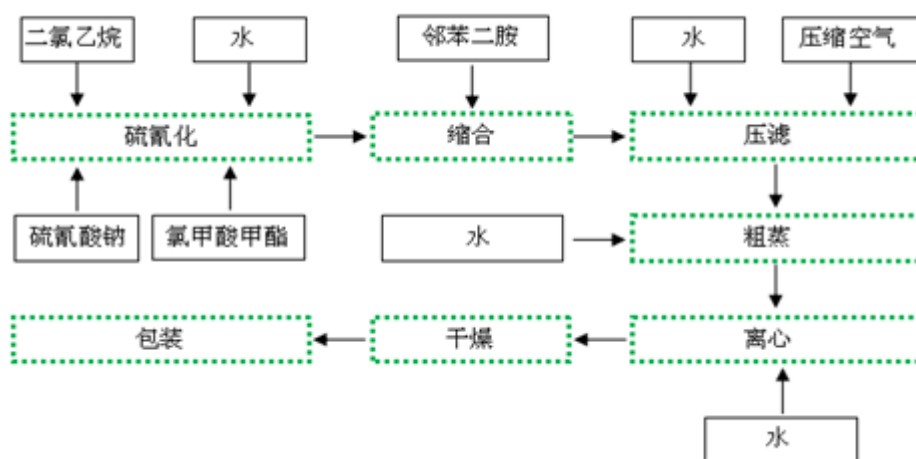 二氯乙烷
水
邻苯二胺
水
压缩空气
硫氰化
缩合
压滤
硫氰酸钠
氯甲酸甲酯
水
粗蒸
包装
干燥
离心
水